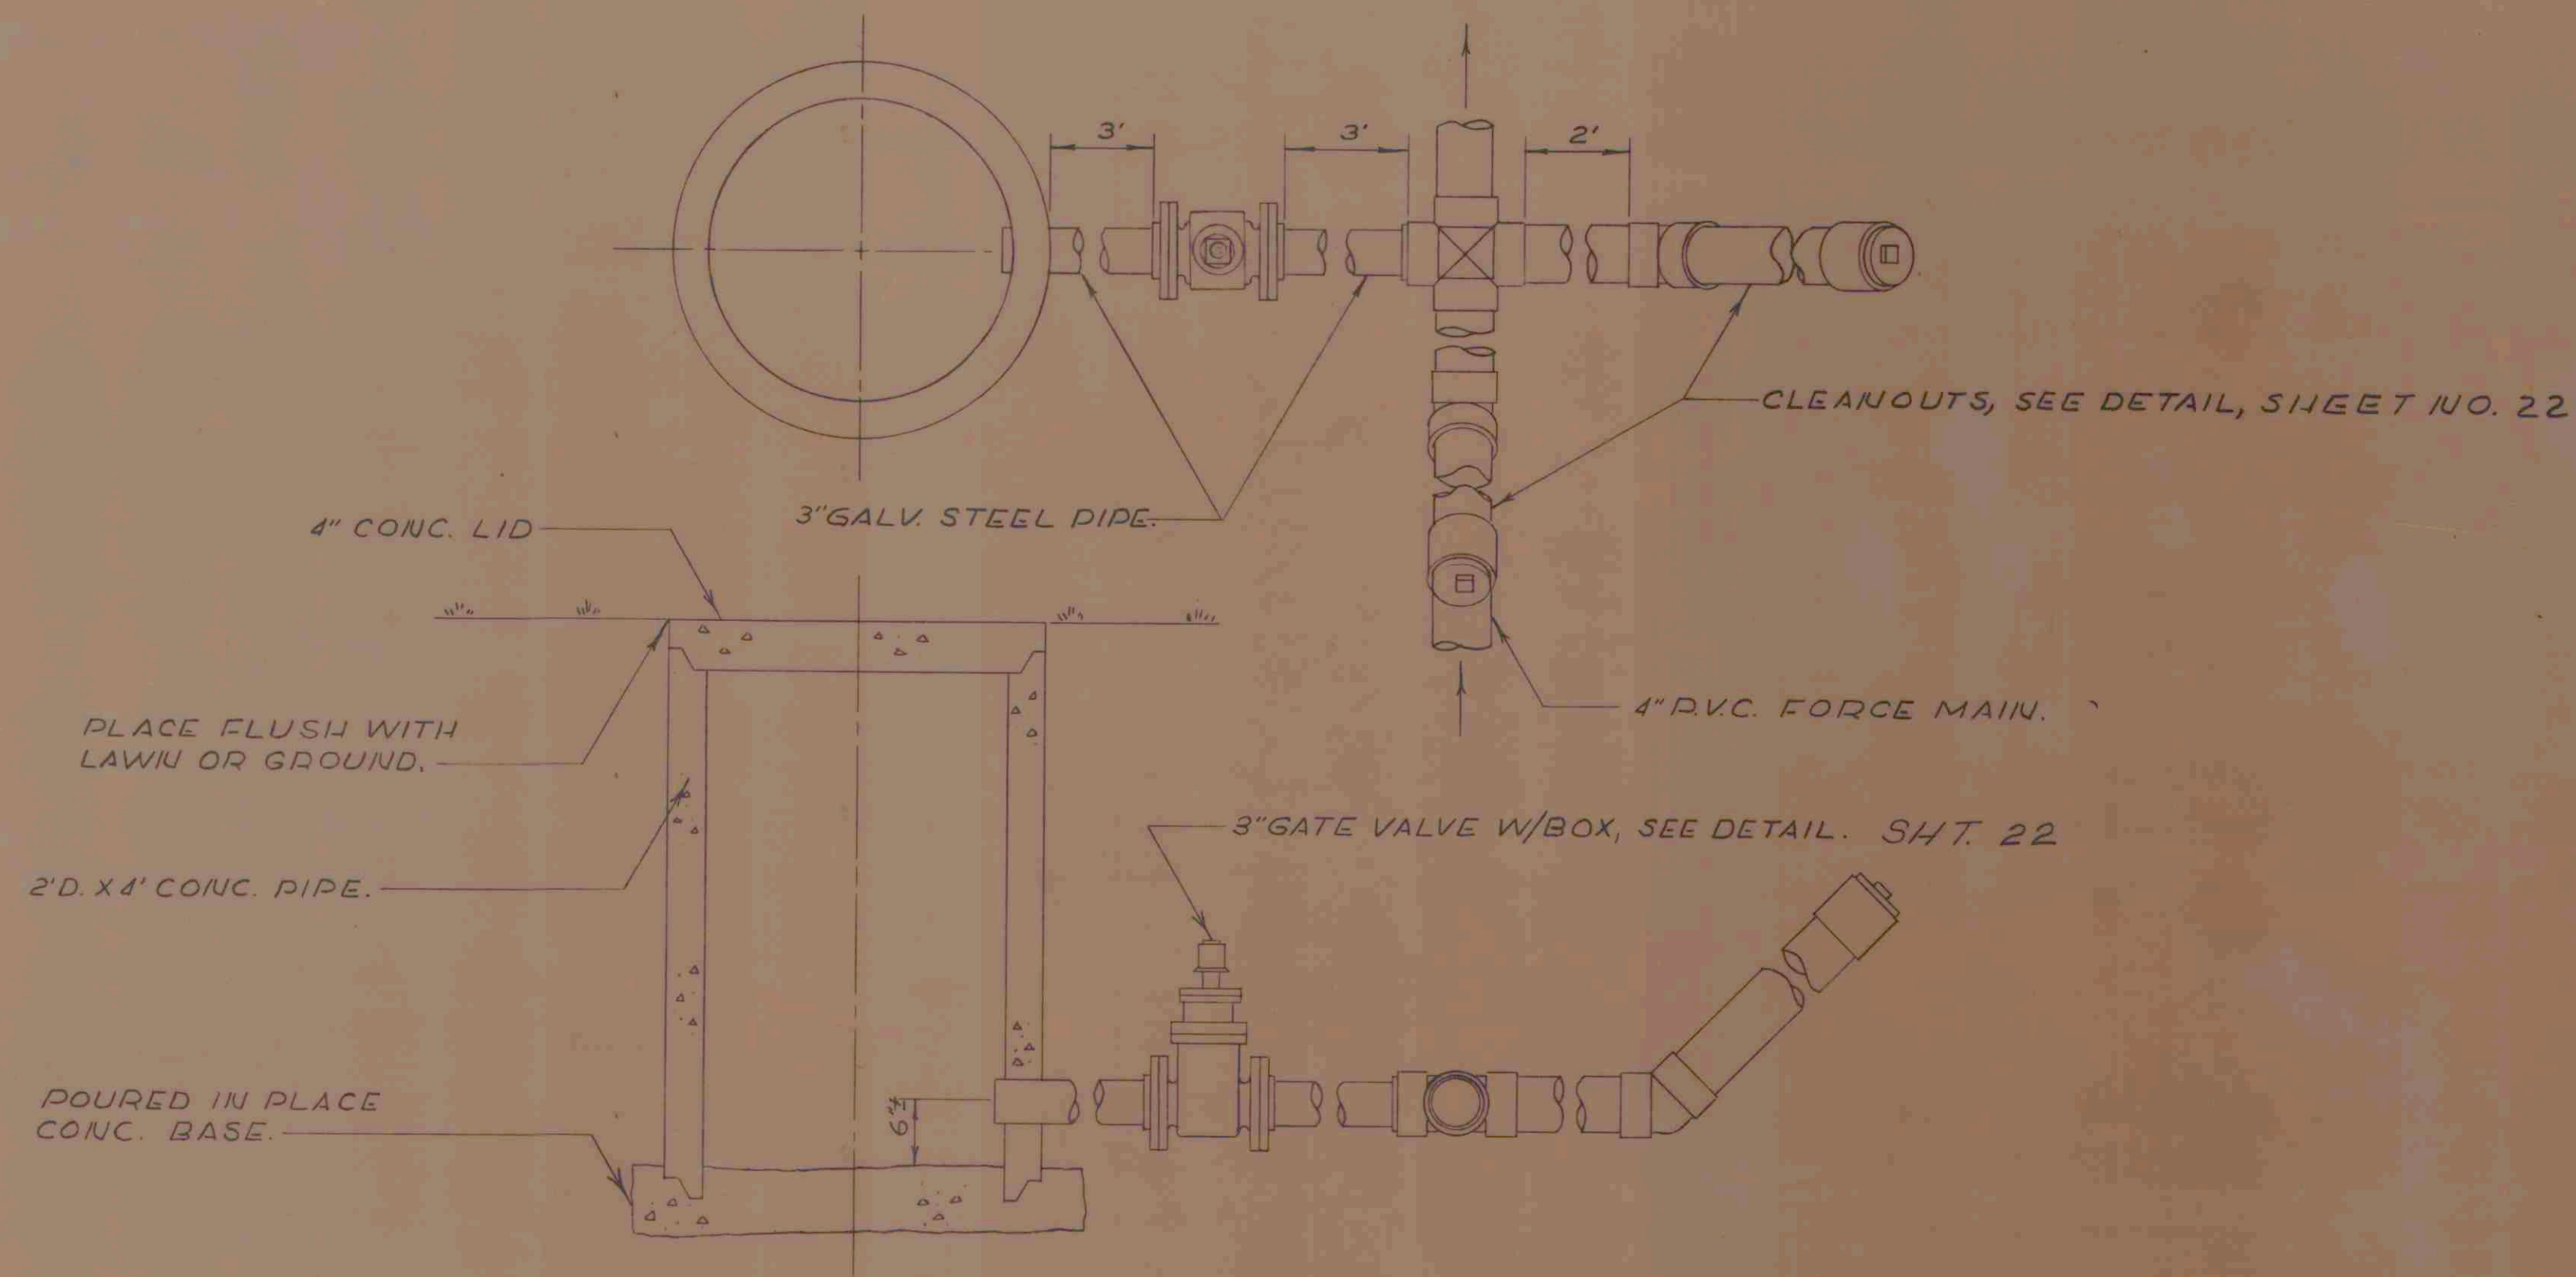 3'
3'
2'
CLEANOUTS, SEE DETAIL, SHEET NO. 22
3" GALV. STEEL PIPE.
4" CONC. LID
4" P.V.C. FORCE MAIN.
PLACE FLUSH WITH
LAWN OR GROUND.
3" GATE VALVE W/BOX, SEE DETAIL. SHT. 22
2'D. X 4' CONC. PIPE.
6"±
POURED IN PLACE
CONC. BASE.